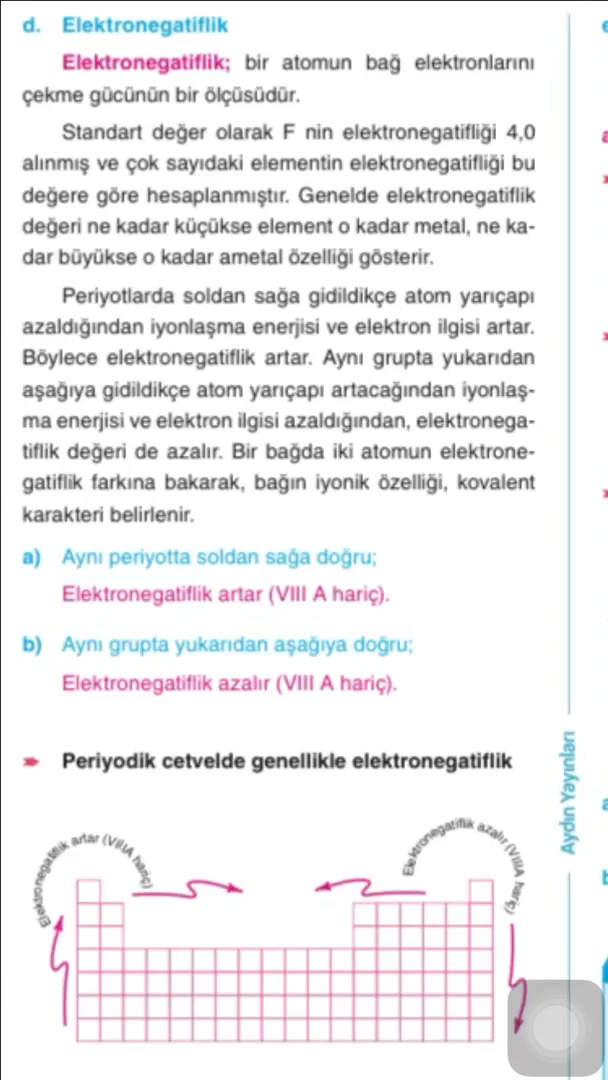 d. Elektronegatiflik
Elektronegatiflik; bir atomun bağ elektronlarını
çekme gücünün bir ölçüsüdür.
Standart değer olarak F nin elektronegatifliği 4,0
alınmış ve çok sayıdaki elementin elektronegatifliği bu
değere göre hesaplanmıştır. Genelde elektronegatiflik
değeri ne kadar küçükse element o kadar metal, ne ka-
dar büyükse o kadar ametal özelliği gösterir.
Periyotlarda soldan sağa gidildikçe atom yarıçapı
azaldığından iyonlaşma enerjisi ve elektron ilgisi artar.
Böylece elektronegatiflik artar. Aynı grupta yukarıdan
aşağıya gidildikçe atom yarıçapı artacağından iyonlaş-
ma enerjisi ve elektron ilgisi azaldığından, elektronega-
tiflik değeri de azalır. Bir bağda iki atomun elektrone-
gatiflik farkına bakarak, bağın iyonik özelliği, kovalent
karakteri belirlenir.
a) Aynı periyotta soldan sağa doğru;
Elektronegatiflik artar (VIII A hariç).
b) Aynı grupta yukarıdan aşağıya doğru;
Elektronegatiflik azalır (VIII A hariç).
Periyodik cetvelde genellikle elektronegatiflik
Elektronegatiflik artar (VIIIA hariç)
Elektronegatiflik azalır (VIIIA hariç)
Aydın Yayınları